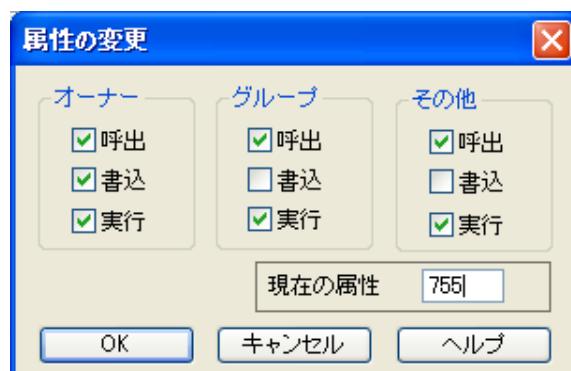 属性の変更
オーナー グループ その他
呼出 呼出 呼出
書込 書込 書込
実行 実行 実行
現在の属性 755
OK キャンセル ヘルプ